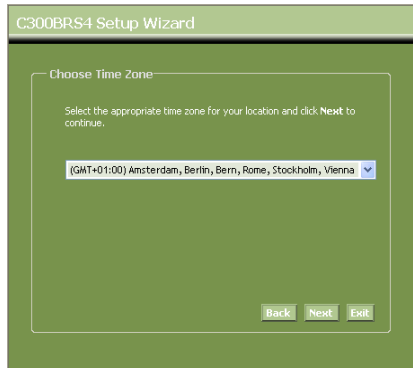 C300BRS4 Setup Wizard
Choose Time Zone
Select the appropriate time zone for your location and click Next to
continue.
(GMT+01:00) Amsterdam, Berlin, Bern, Rome, Stockholm, Vienna
Back Next Exit